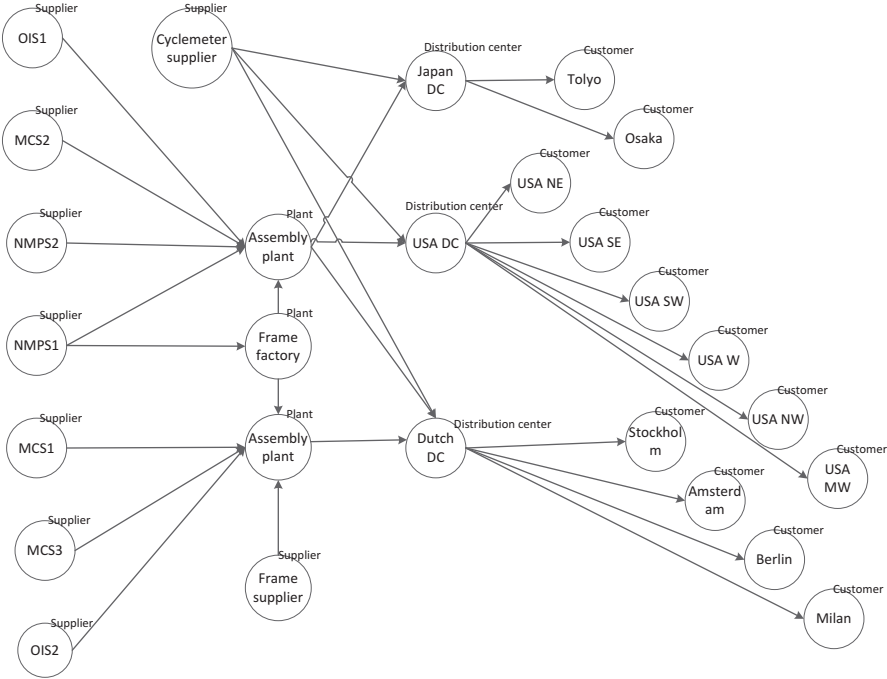 Supplier
OIS1
Supplier
Cyclemeter
supplier
Distribution center
Japan
DC
Customer
Tolyo
Customer
Osaka
Supplier
MCS2
Customer
USA NE
Supplier
NMPS2
Plant
Assembly
plant
Distribution center
USA DC
Customer
USA SE
Customer
USA SW
Supplier
NMPS1
Plant
Frame
factory
Customer
USA W
Customer
USA NW
Supplier
MCS1
Plant
Assembly
plant
Distribution center
Dutch
DC
Customer
Stockhol
m
Customer
USA
MW
Customer
Amsterd
am
Supplier
MCS3
Supplier
Frame
supplier
Customer
Berlin
Customer
Milan
Supplier
OIS2